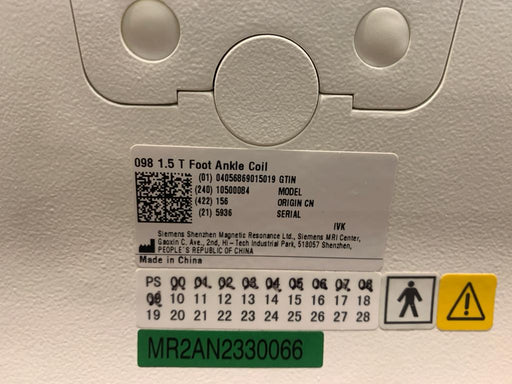 098 1.5 T Foot Ankle Coil
(01) 04056869015019 GTIN
(240) 10500084 MODEL
(422) 156 ORIGIN CN
(21) 5936 SERIAL
IVK
Siemens Shenzhen Magnetic Resonance Ltd., Siemens MRI Center,
Gaoxin C. Ave., 2nd, Hi - Tech Industrial Park, 518057 Shenzhen,
PEOPLE'S REPUBLIC OF CHINA
Made in China
PS 00 01 02 03 04 05 06 07 08
09 10 11 12 13 14 15 16 17 18
19 20 21 22 23 24 25 26 27 28
MR2AN2330066